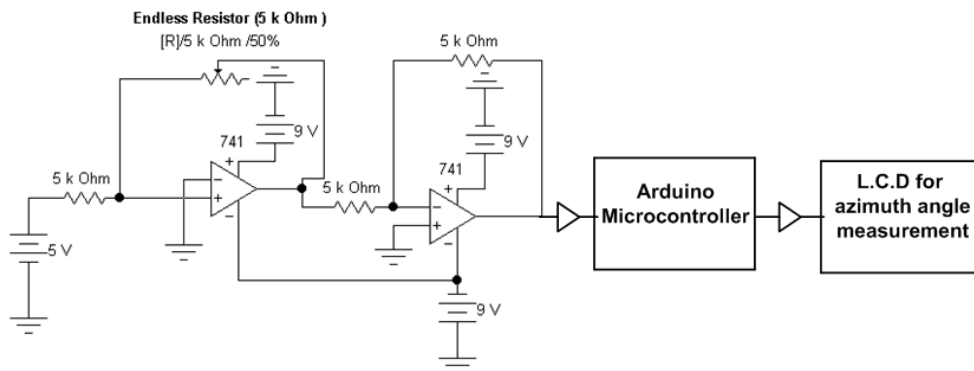 Endless Resistor (5 k Ohm )
[R]/5 k Ohm /50%
5 k Ohm
9 V
741
9 V
741
5 k Ohm
5 k Ohm
5 V
9 V
Arduino
Microcontroller
L.C.D for
azimuth angle
measurement